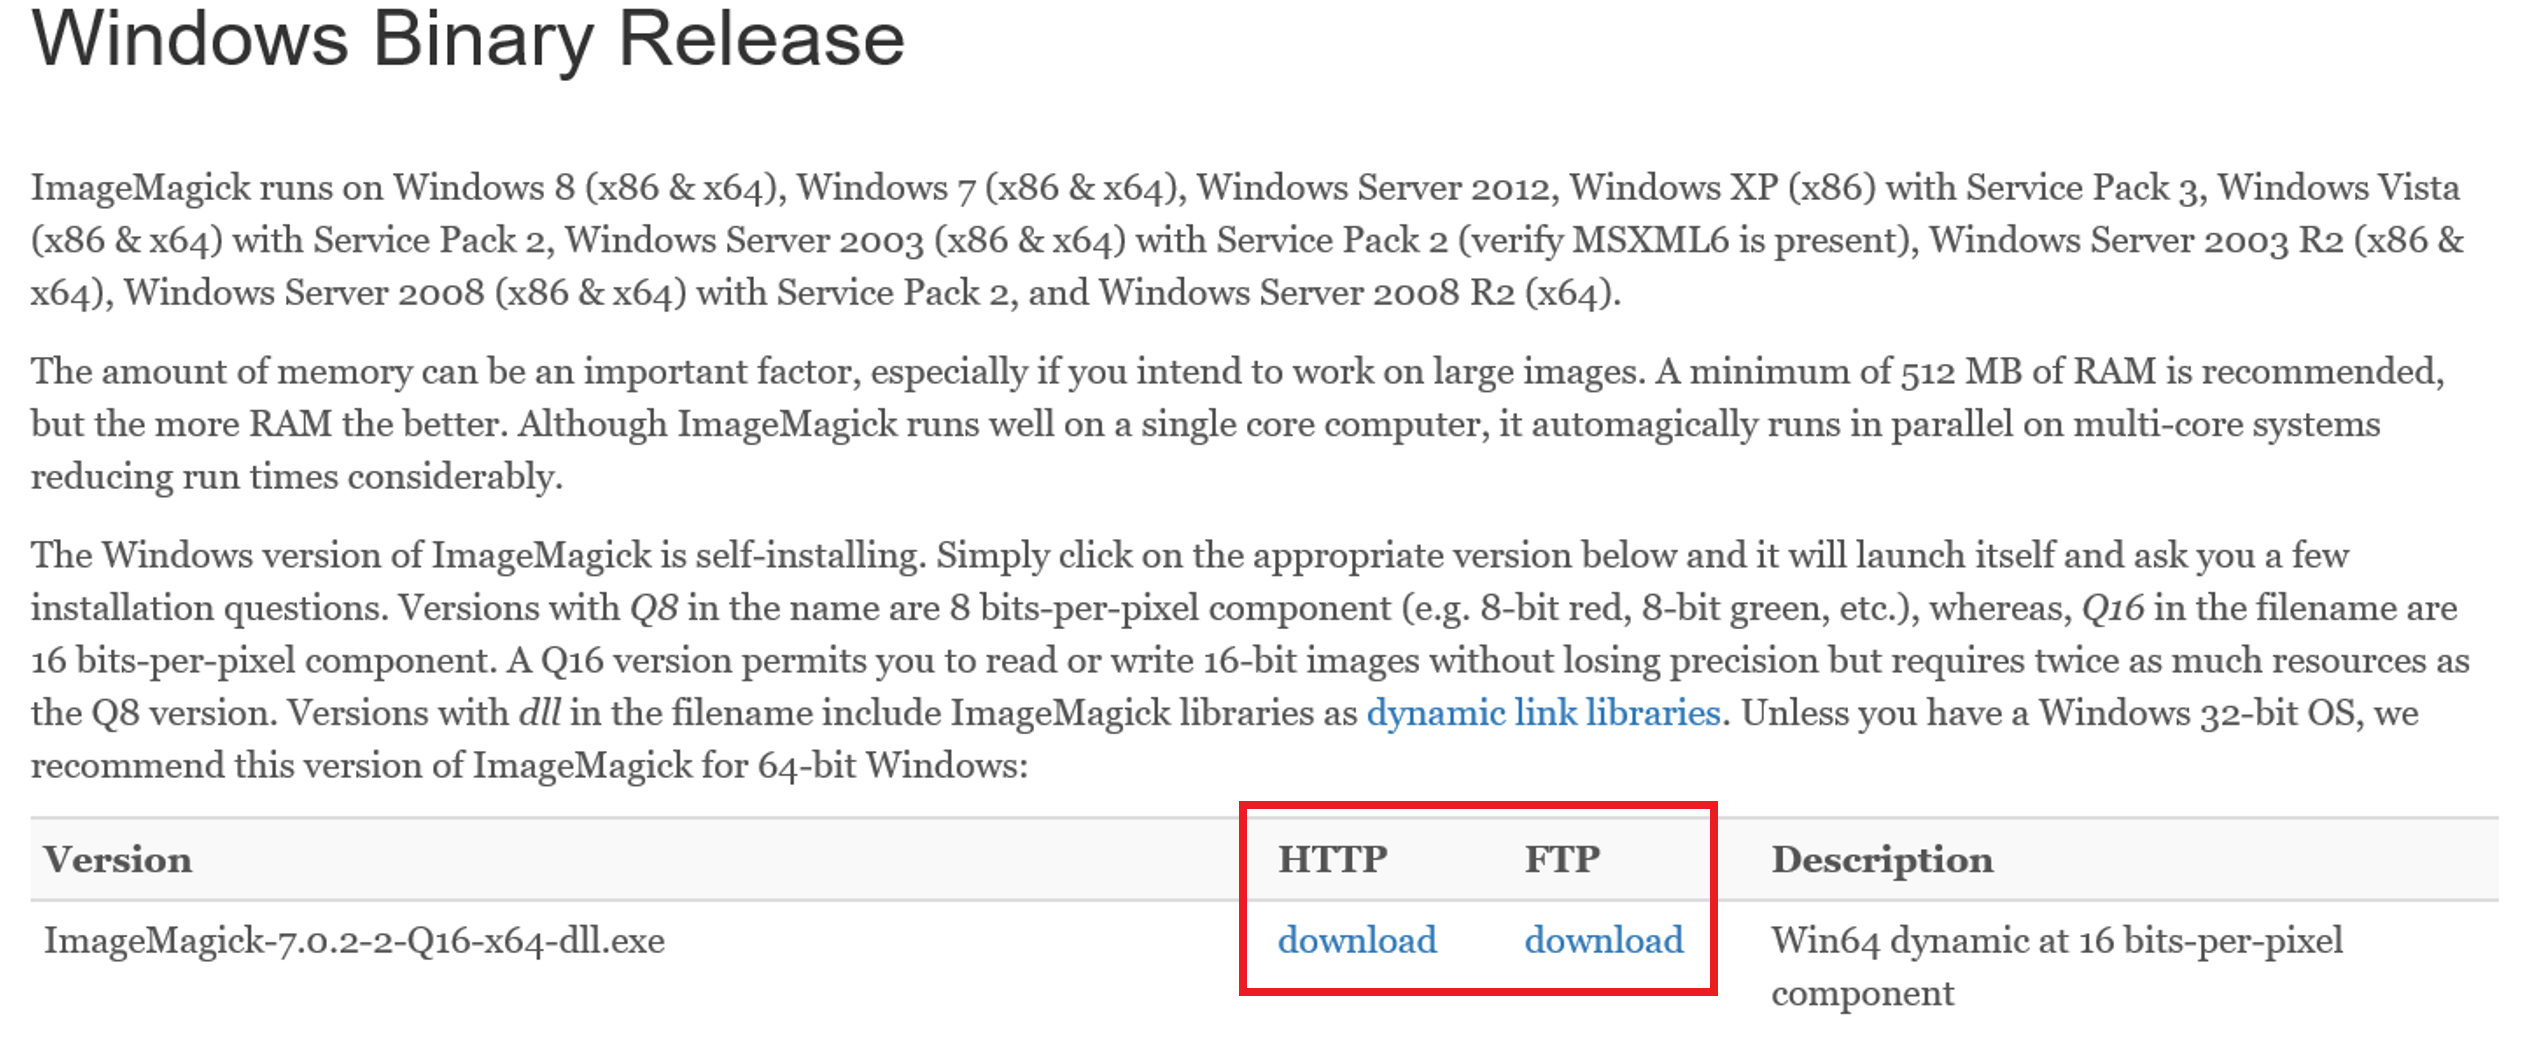 Windows Binary Release
ImageMagick runs on Windows 8 (x86 & x64), Windows 7 (x86 & x64), Windows Server 2012, Windows XP (x86) with Service Pack 3, Windows Vista
(x86 & x64) with Service Pack 2, Windows Server 2003 (x86 & x64) with Service Pack 2 (verify MSXML6 is present), Windows Server 2003 R2 (x86 &
x64), Windows Server 2008 (x86 & x64) with Service Pack 2, and Windows Server 2008 R2 (x64).
The amount of memory can be an important factor, especially if you intend to work on large images. A minimum of 512 MB of RAM is recommended,
but the more RAM the better. Although ImageMagick runs well on a single core computer, it automagically runs in parallel on multi-core systems
reducing run times considerably.
The Windows version of ImageMagick is self-installing. Simply click on the appropriate version below and it will launch itself and ask you a few
installation questions. Versions with Q8 in the name are 8 bits-per-pixel component (e.g. 8-bit red, 8-bit green, etc.), whereas, Q16 in the filename are
16 bits-per-pixel component. A Q16 version permits you to read or write 16-bit images without losing precision but requires twice as much resources as
the Q8 version. Versions with dll in the filename include ImageMagick libraries as dynamic link libraries. Unless you have a Windows 32-bit OS, we
recommend this version of ImageMagick for 64-bit Windows:
Version HTTP FTP Description
ImageMagick-7.0.2-2-Q16-x64-dll.exe download download Win64 dynamic at 16 bits-per-pixel
component